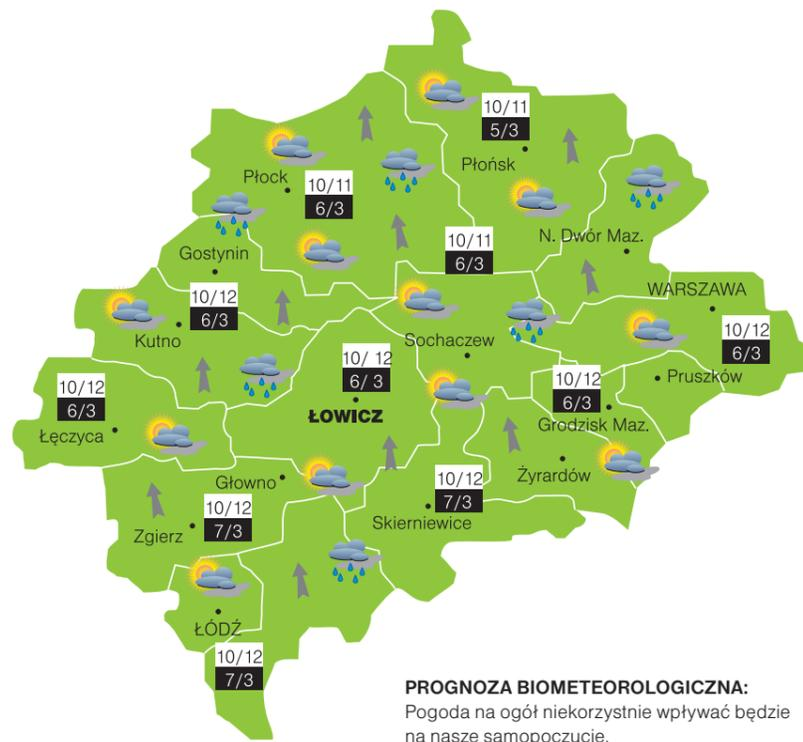 10/11
5/3
Płońsk
Płock
10/11
6/3
N. Dwór Maz.
10/11
6/3
Gostynin
WARSZAWA
10/12
6/3
Kutno
10/12
6/3
Sochaczew
10/ 12
6/ 3
ŁOWICZ
Pruszków
10/12
6/3
Grodzisk Maz.
10/12
6/3
Łęczyca
Żyrardów
Głowno
10/12
7/3
Skierniewice
10/12
7/3
Zgierz
ŁÓDŹ
10/12
7/3
PROGNOZA BIOMETEOROLOGICZNA:
Pogoda na ogół niekorzystnie wpływać będzie
na nasze samopoczucie.